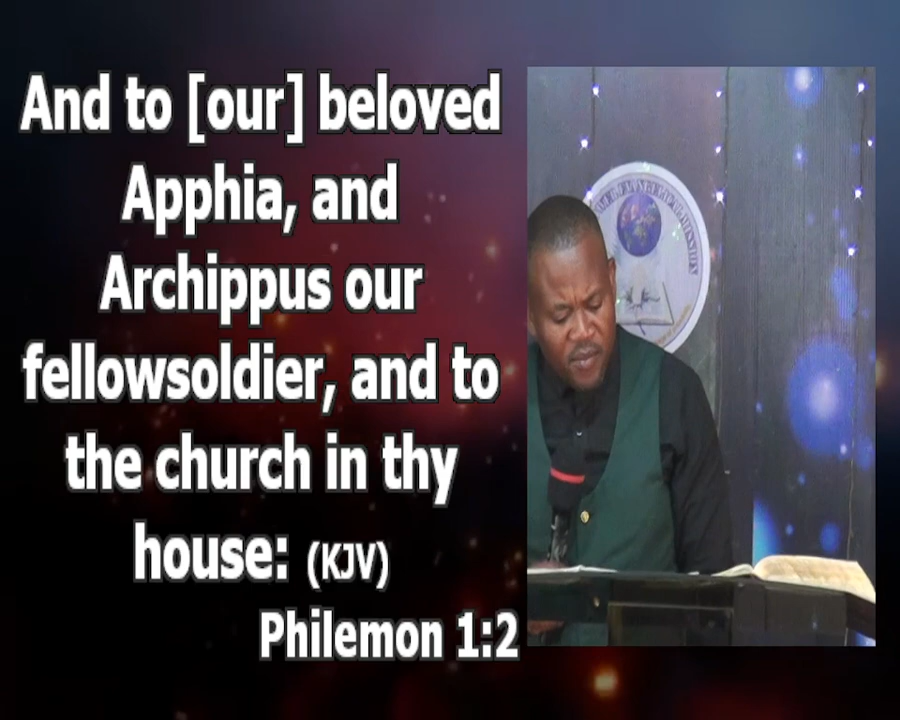 And to [our] beloved
Apphia, and
Archippus our
fellowsoldier, and to
the church in thy
house: (KJV)
Philemon 1:2